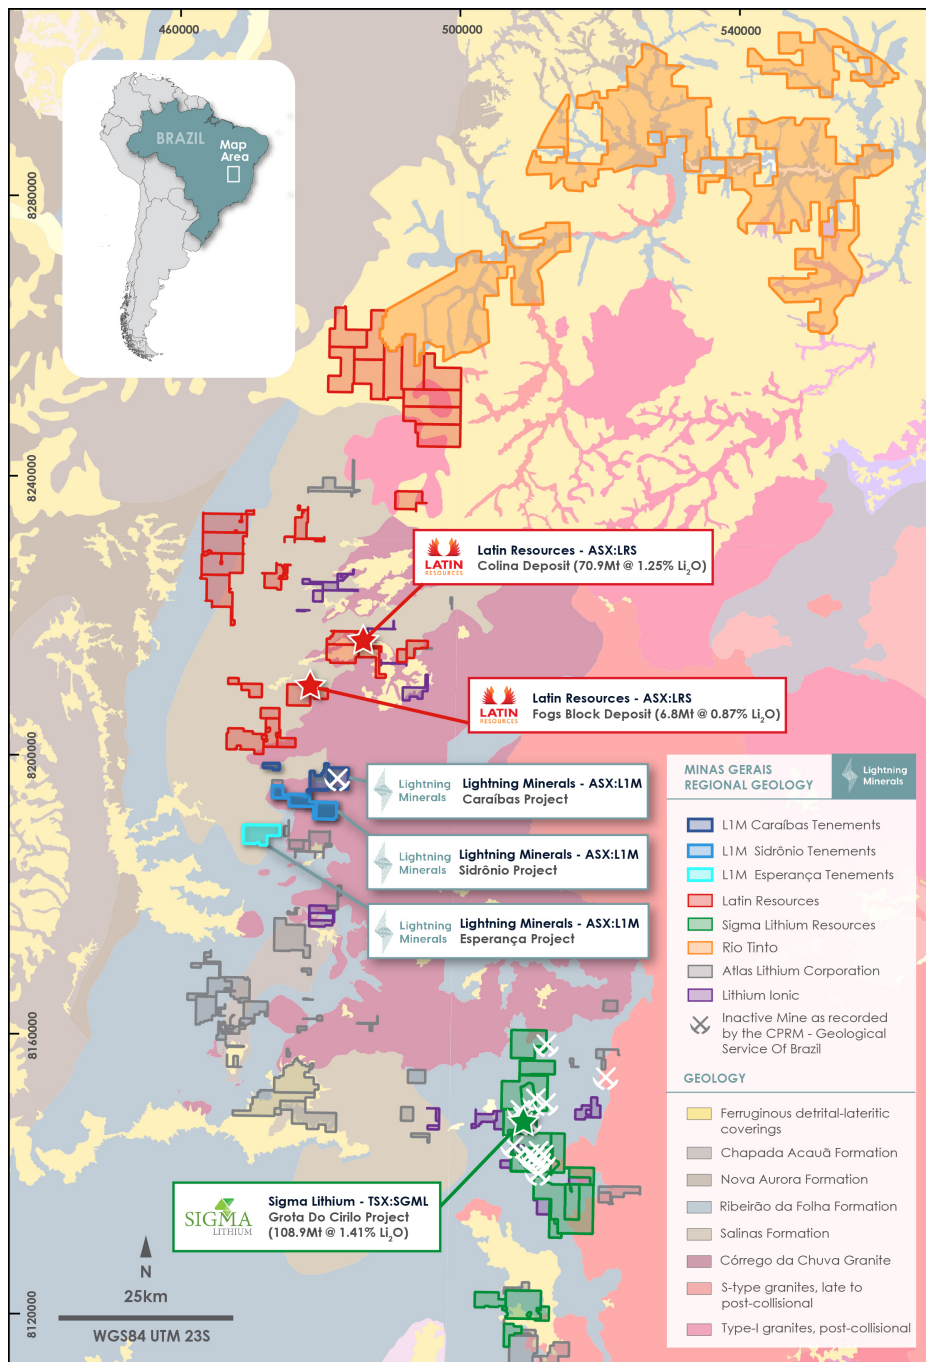 460000
500000
540000
8280000
8240000
8200000
8160000
8120000
BRAZIL
Map
Area
LATIN
RESOURCES
Latin Resources - ASX:LRS
Colina Deposit (70.9Mt @ 1.25% Li₂O)
LATIN
RESOURCES
Latin Resources - ASX:LRS
Fogs Block Deposit (6.8Mt @ 0.87% Li₂O)
Lightning
Minerals
Lightning Minerals - ASX:L1M
Caraíbas Project
Lightning
Minerals
Lightning Minerals - ASX:L1M
Sidrônio Project
Lightning
Minerals
Lightning Minerals - ASX:L1M
Esperança Project
SIGMA
LITHIUM
Sigma Lithium - TSX:SGML
Grota Do Cirilo Project
(108.9Mt @ 1.41% Li₂O)
N
25km
WGS84 UTM 23S
MINAS GERAIS
REGIONAL GEOLOGY
Lightning
Minerals
L1M Caraíbas Tenements
L1M Sidrônio Tenements
L1M Esperança Tenements
Latin Resources
Sigma Lithium Resources
Rio Tinto
Atlas Lithium Corporation
Lithium Ionic
Inactive Mine as recorded
by the CPRM - Geological
Service Of Brazil
GEOLOGY
Ferruginous detrital-lateritic
coverings
Chapada Acauã Formation
Nova Aurora Formation
Ribeirão da Folha Formation
Salinas Formation
Córrego da Chuva Granite
S-type granites, late to
post-collisional
Type-I granites, post-collisional